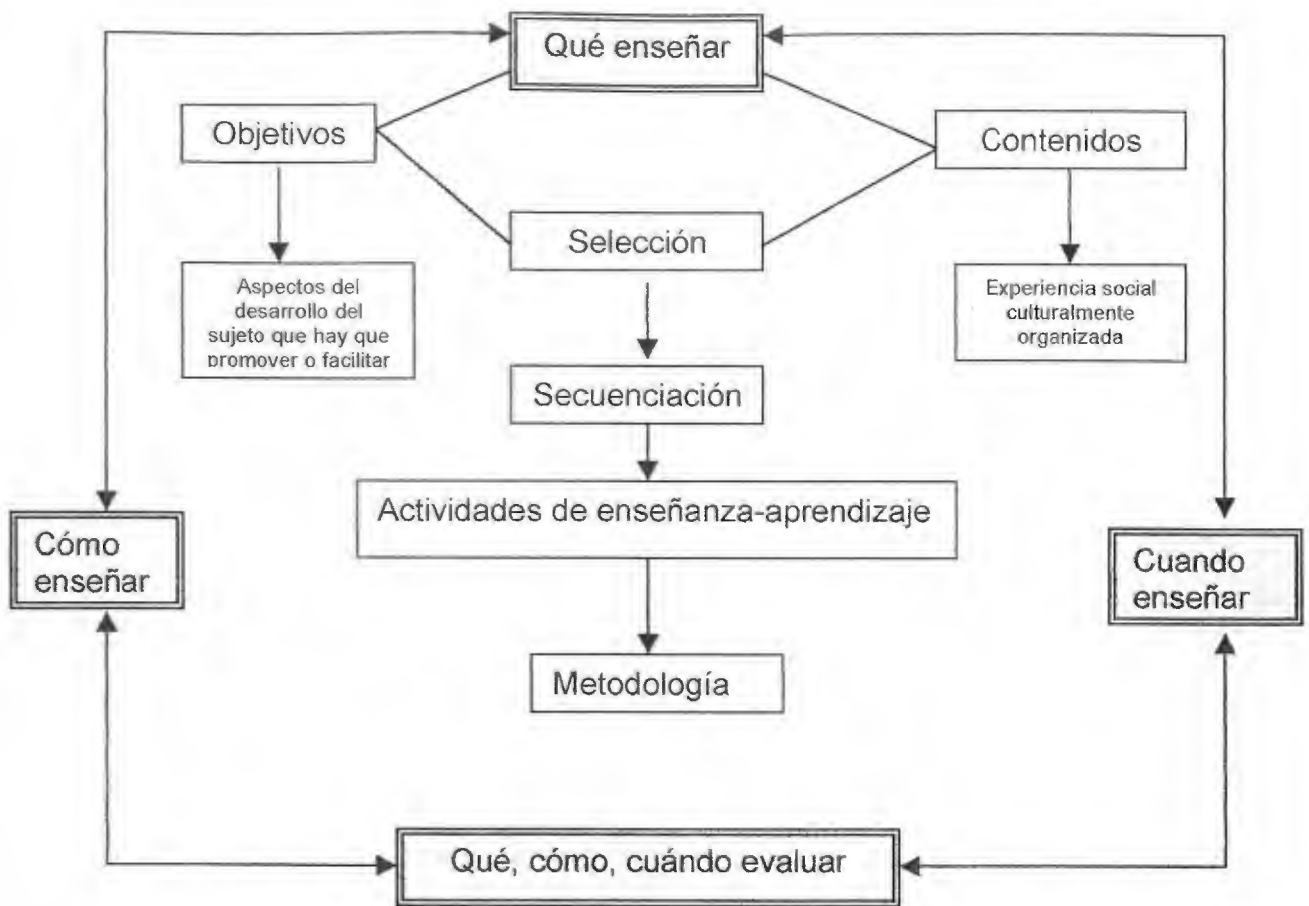 Qué enseñar
Objetivos
Contenidos
Selección
Aspectos del
desarrollo del
sujeto que hay que
promover o facilitar
Experiencia social
culturalmente
organizada
Secuenciación
Actividades de enseñanza-aprendizaje
Cómo
enseñar
Cuando
enseñar
Metodología
Qué, cómo, cuándo evaluar